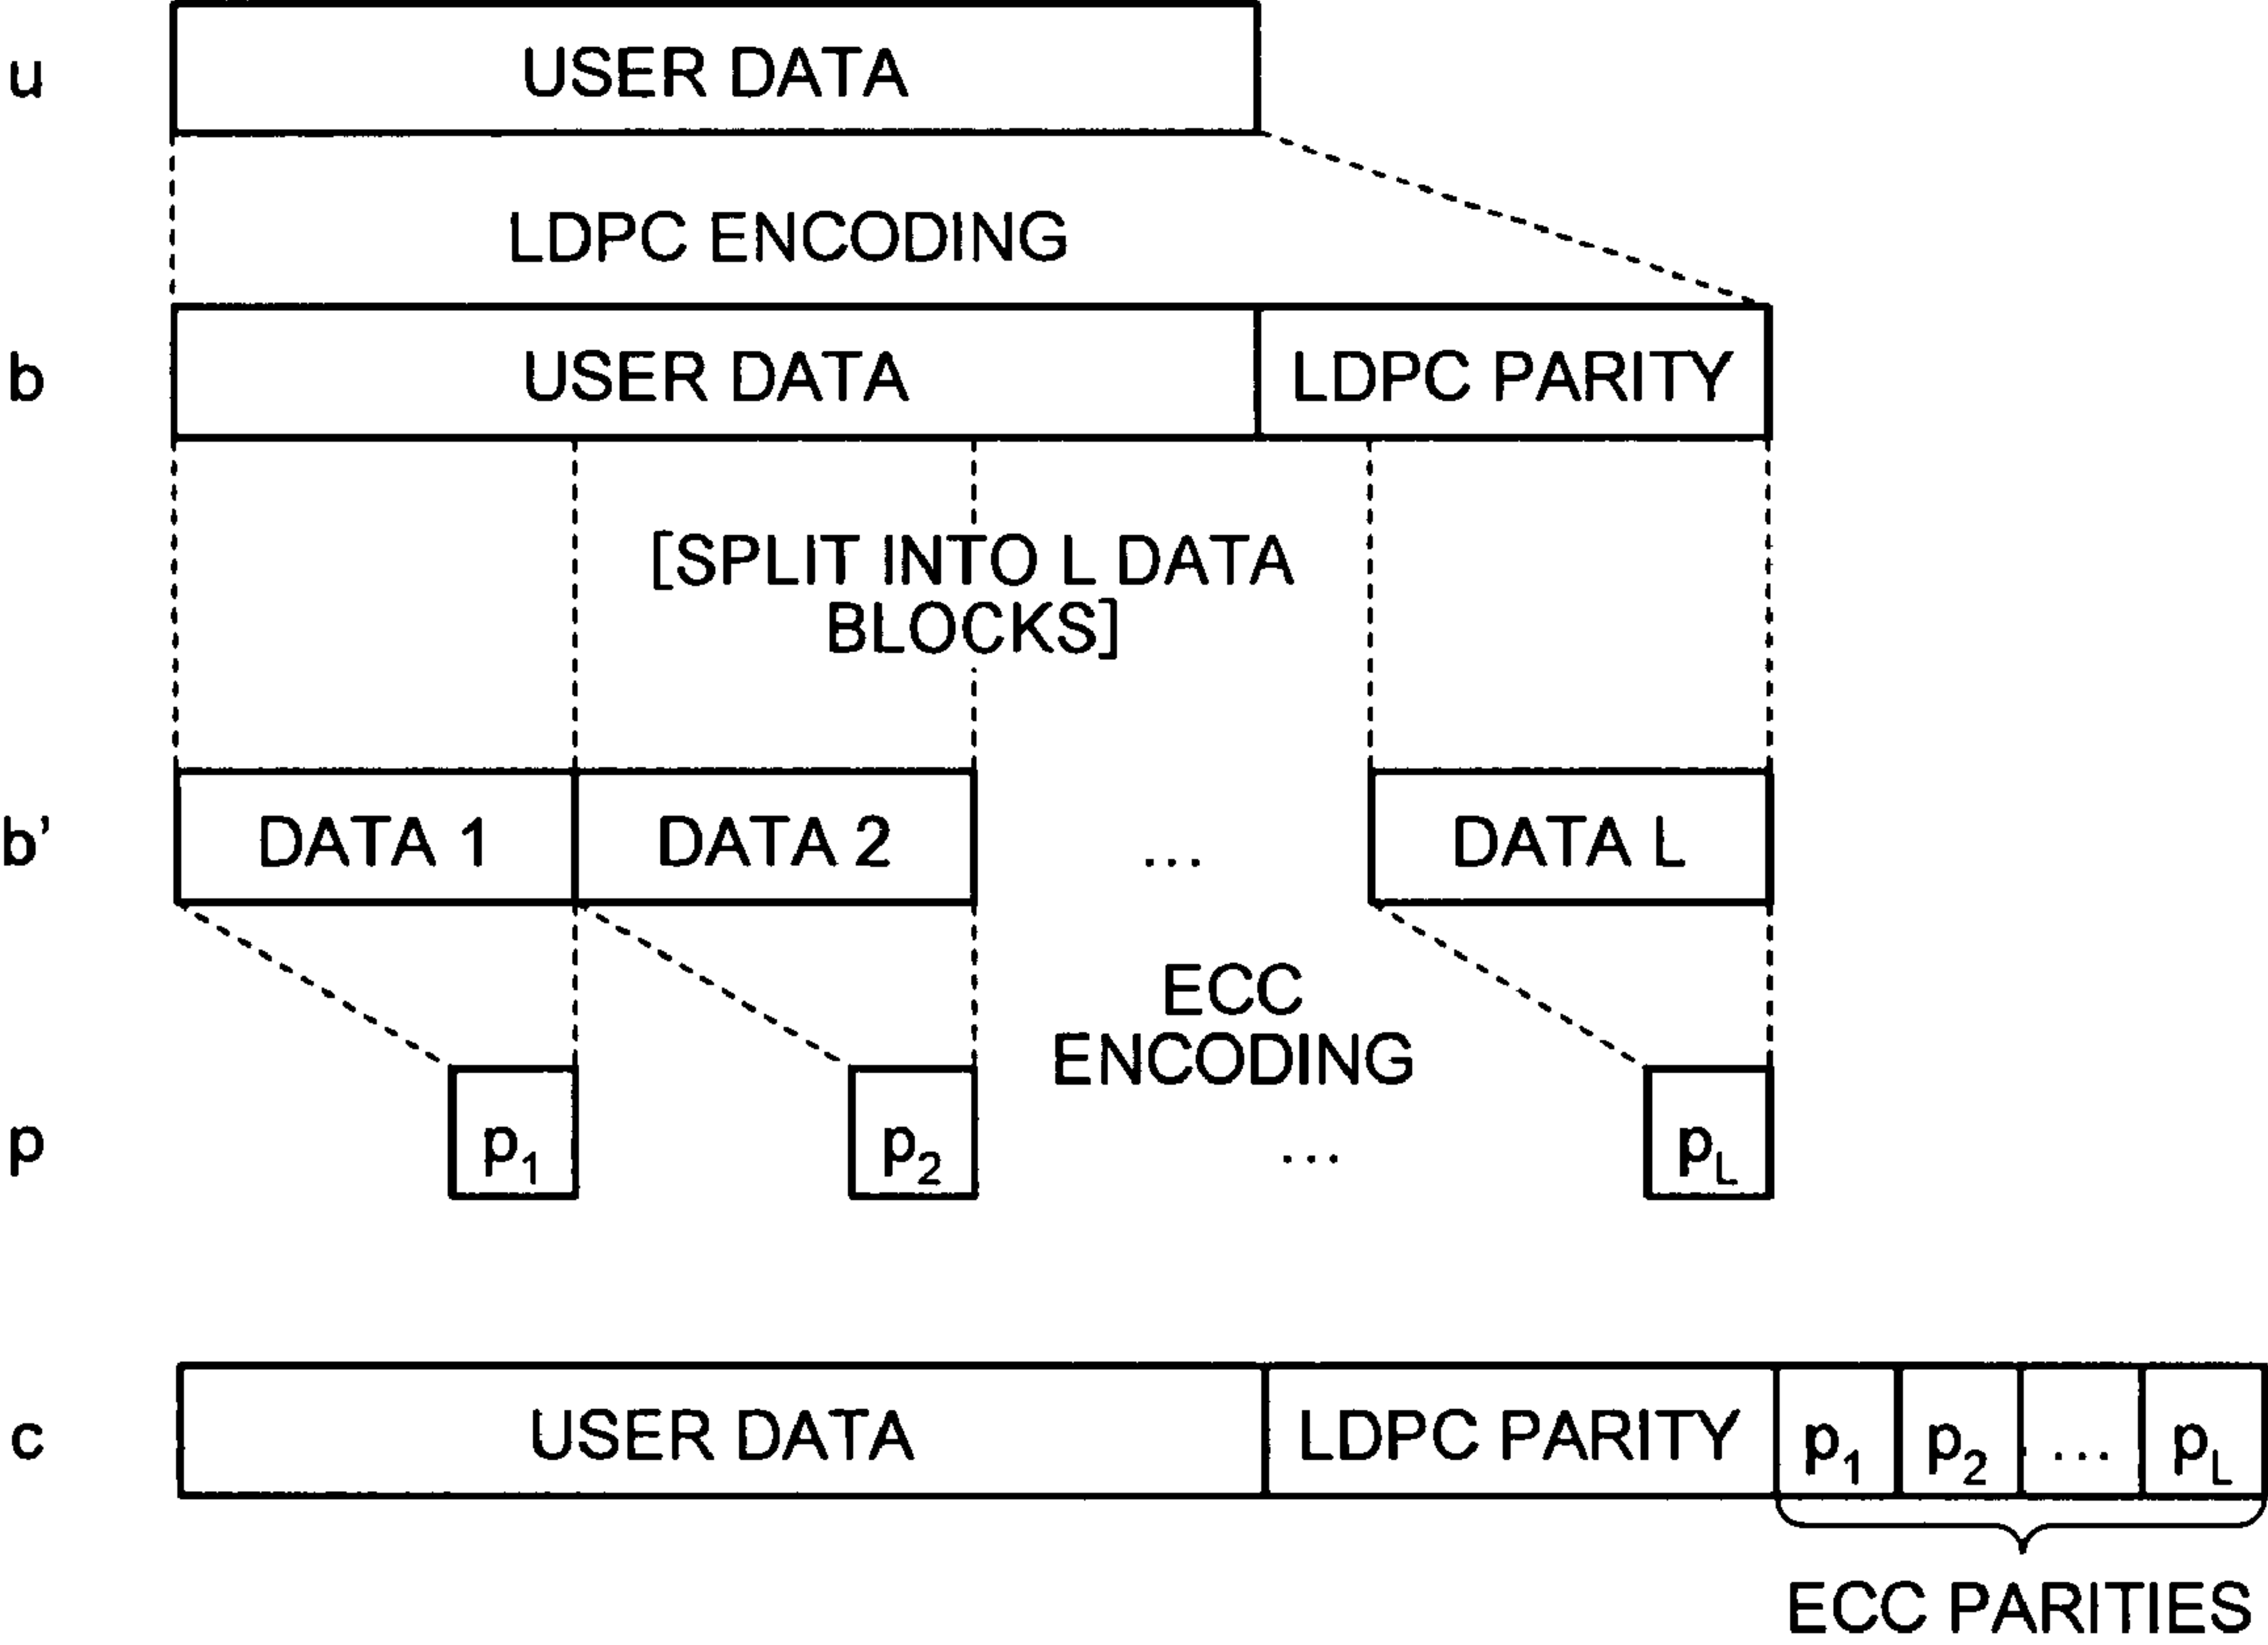 u USER DATA
LDPC ENCODING
b USER DATA LDPC PARITY
[SPLIT INTO L DATA
BLOCKS]
b' DATA 1 DATA 2 ... DATA L
ECC
ENCODING
p p1 p2 ... pL
c USER DATA LDPC PARITY p1 p2 ... pL
ECC PARITIES